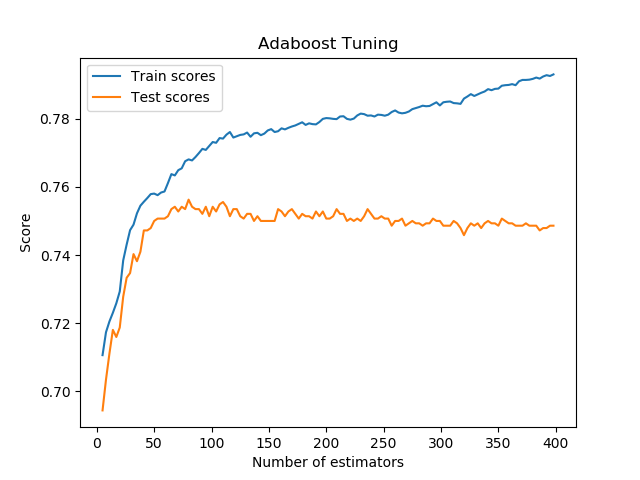 Adaboost Tuning
Train scores
Test scores
0.78
0.76
0.74
0.72
0.70
Score
0 50 100 150 200 250 300 350 400
Number of estimators